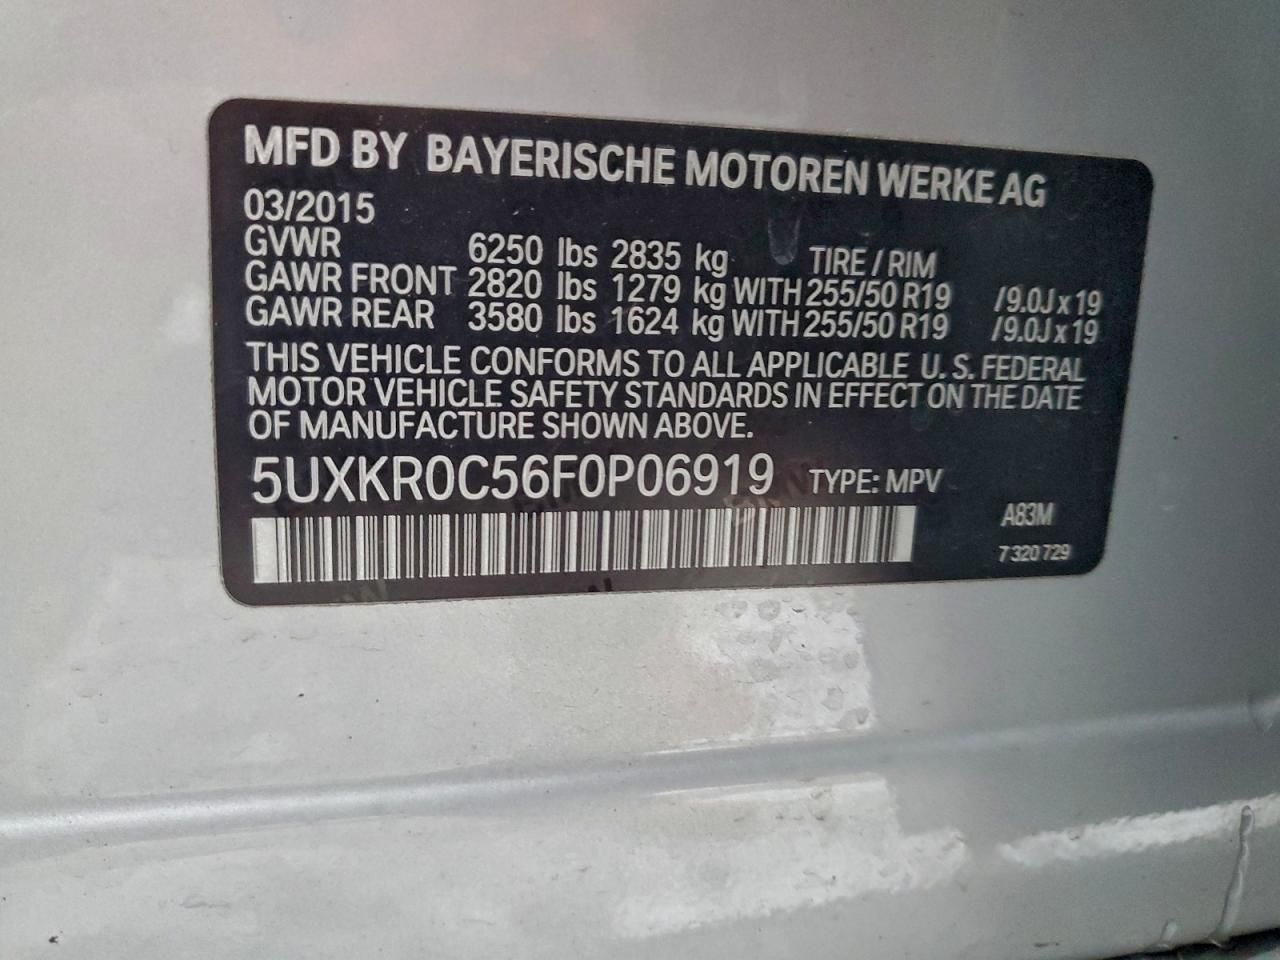 MFD BY BAYERISCHE MOTOREN WERKE AG
03/2015
GVWR 6250 lbs 2835 kg TIRE / RIM
GAWR FRONT 2820 lbs 1279 kg WITH 255/50 R19 /9.0J x 19
GAWR REAR 3580 lbs 1624 kg WITH 255/50 R19 /9.0J x 19
THIS VEHICLE CONFORMS TO ALL APPLICABLE U. S. FEDERAL
MOTOR VEHICLE SAFETY STANDARDS IN EFFECT ON THE DATE
OF MANUFACTURE SHOWN ABOVE.
5UXKR0C56F0P06919 TYPE: MPV
A83M
7 320 729